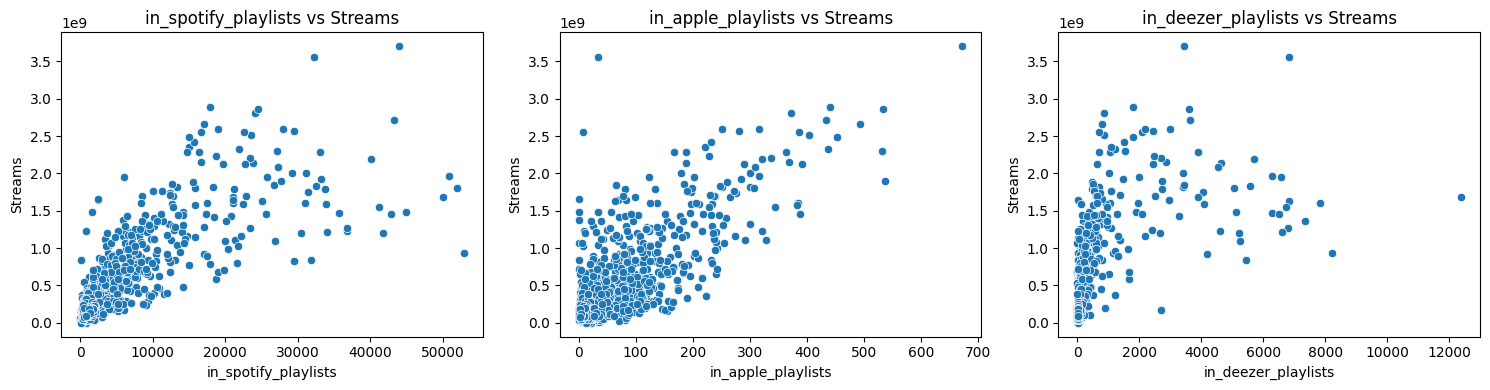 in_spotify_playlists vs Streams
1e9
3.5
3.0
2.5
2.0
1.5
1.0
0.5
0.0
Streams
0 10000 20000 30000 40000 50000
in_spotify_playlists
in_apple_playlists vs Streams
1e9
3.5
3.0
2.5
2.0
1.5
1.0
0.5
0.0
Streams
0 100 200 300 400 500 600 700
in_apple_playlists
in_deezer_playlists vs Streams
1e9
3.5
3.0
2.5
2.0
1.5
1.0
0.5
0.0
Streams
0 2000 4000 6000 8000 10000 12000
in_deezer_playlists